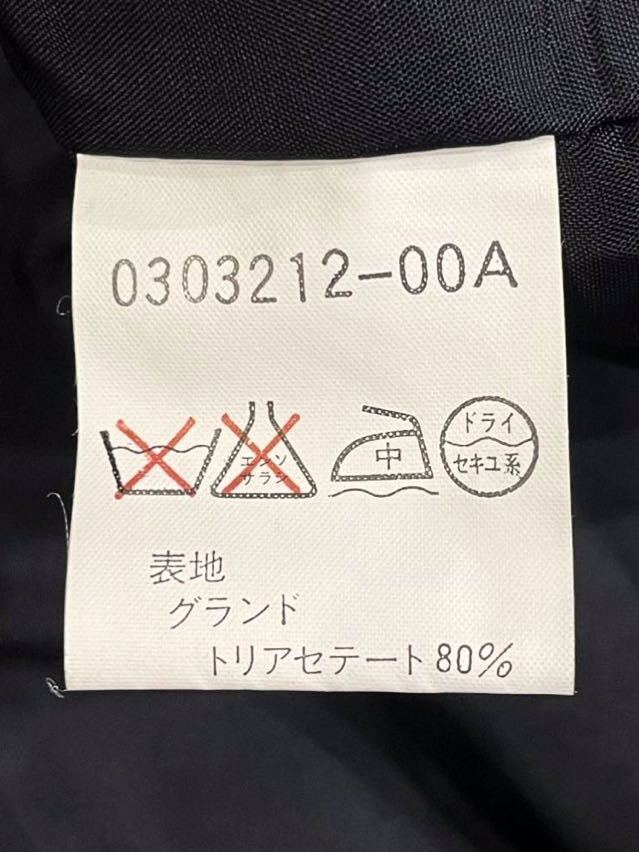 0303212-00A
エンソ
サラシ
中
ドライ
セキユ系
表地
グランド
トリアセテート80%